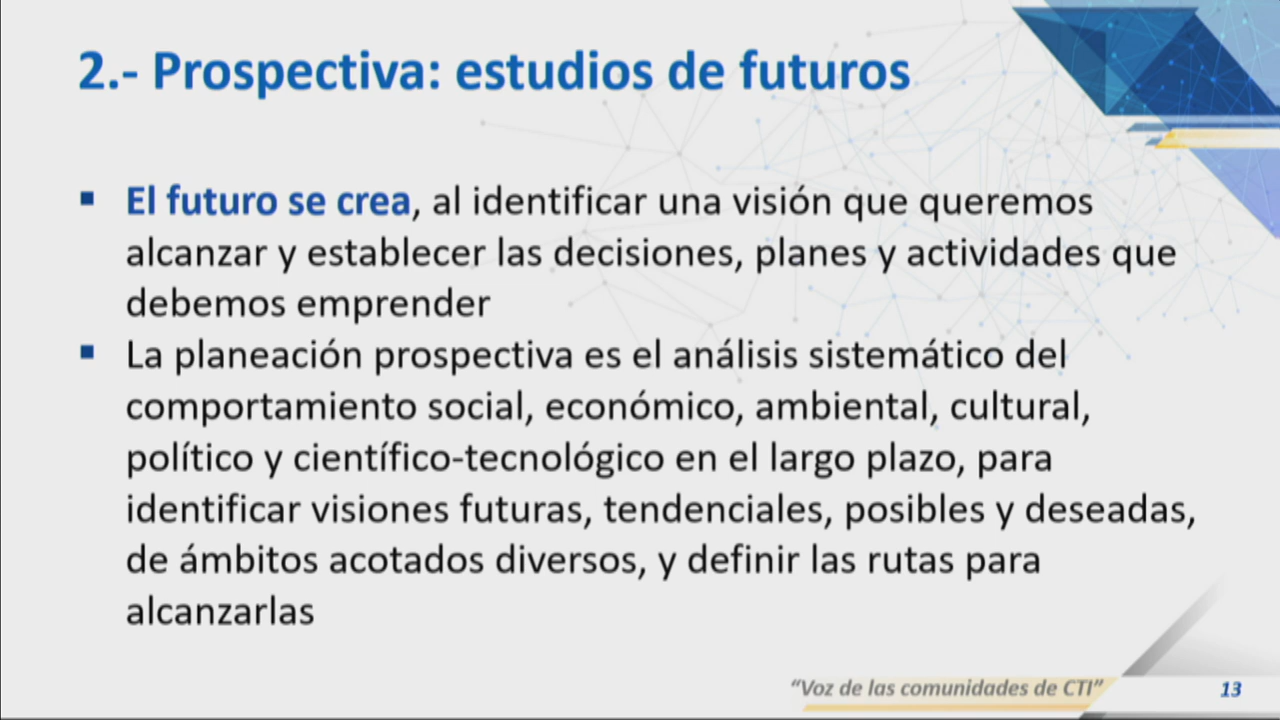 2.- Prospectiva: estudios de futuros
▪ El futuro se crea, al identificar una visión que queremos
alcanzar y establecer las decisiones, planes y actividades que
debemos emprender
▪ La planeación prospectiva es el análisis sistemático del
comportamiento social, económico, ambiental, cultural,
político y científico-tecnológico en el largo plazo, para
identificar visiones futuras, tendenciales, posibles y deseadas,
de ámbitos acotados diversos, y definir las rutas para
alcanzarlas
“Voz de las comunidades de CTI”
13